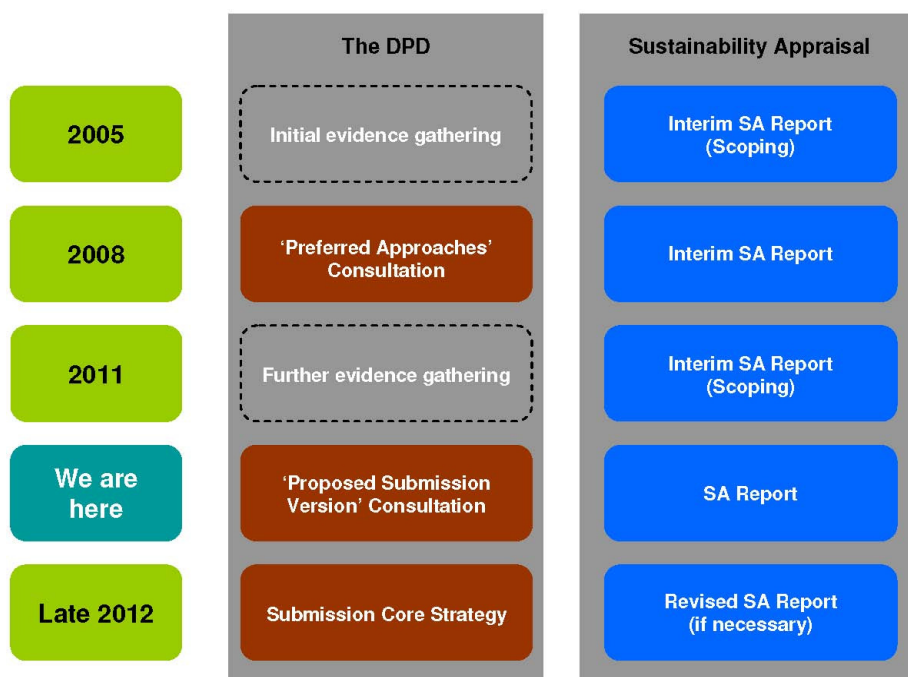 The DPD
Sustainability Appraisal
2005
Initial evidence gathering
Interim SA Report
(Scoping)
2008
‘Preferred Approaches’
Consultation
Interim SA Report
2011
Further evidence gathering
Interim SA Report
(Scoping)
We are
here
‘Proposed Submission
Version’ Consultation
SA Report
Late 2012
Submission Core Strategy
Revised SA Report
(if necessary)